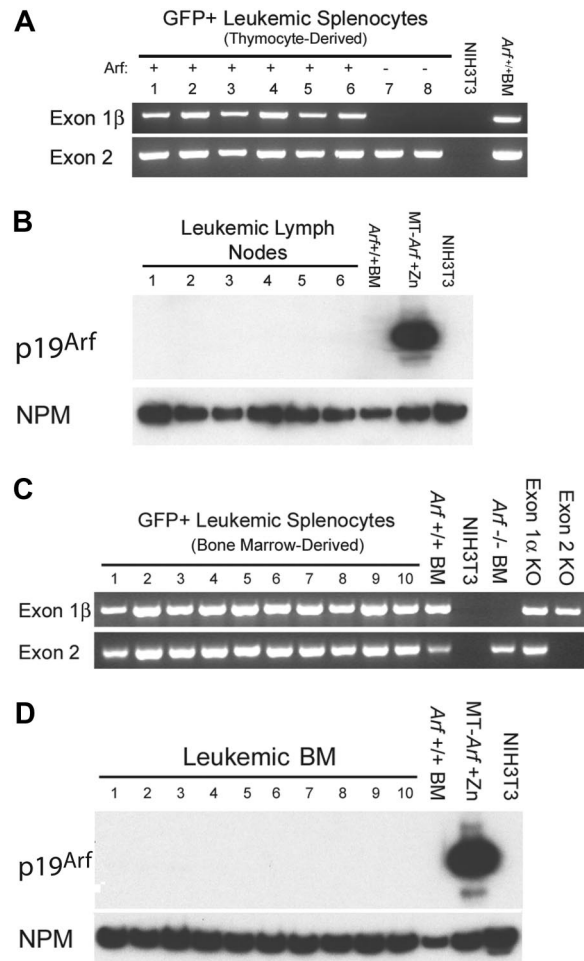 A
GFP+ Leukemic Splenocytes
(Thymocyte-Derived)
NIH3T3
Arf+/+BM
Arf: + + + + + + - -
1 2 3 4 5 6 7 8
Exon 1β
Exon 2
B
Leukemic Lymph
Nodes
Arf+/+BM
MT-Arf +Zn
NIH3T3
1 2 3 4 5 6
p19Arf
NPM
C
GFP+ Leukemic Splenocytes
(Bone Marrow-Derived)
Arf +/+ BM
NIH3T3
Arf -/- BM
Exon 1α KO
Exon 2 KO
1 2 3 4 5 6 7 8 9 10
Exon 1β
Exon 2
D
Leukemic BM
Arf +/+ BM
MT-Arf +Zn
NIH3T3
1 2 3 4 5 6 7 8 9 10
p19Arf
NPM